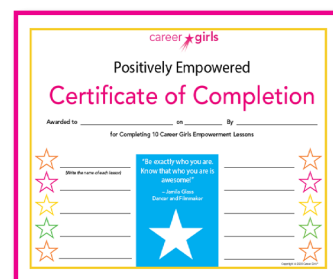 career girls
Positively Empowered
Certificate of Completion
Awarded to on By
for Completing 10 Career Girls Empowerment Lessons
(Write the name of each lesson)
"Be exactly who you are.
Know that who you are is
awesome!"
– Jamila Glass
Dancer and Filmmaker